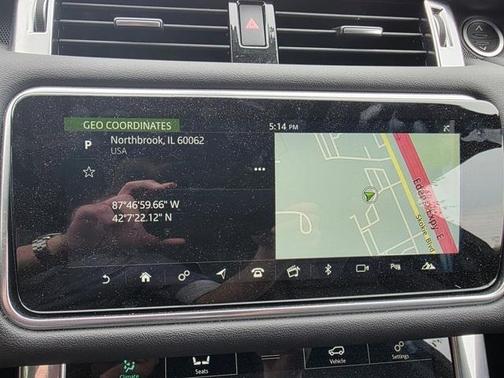 GEO COORDINATES
5:14 PM
P
Northbrook, IL 60062
USA
87°46'59.66" W
42°7'22.12" N
Skokie Blvd
Climate
Seats
Vehicle
Settings